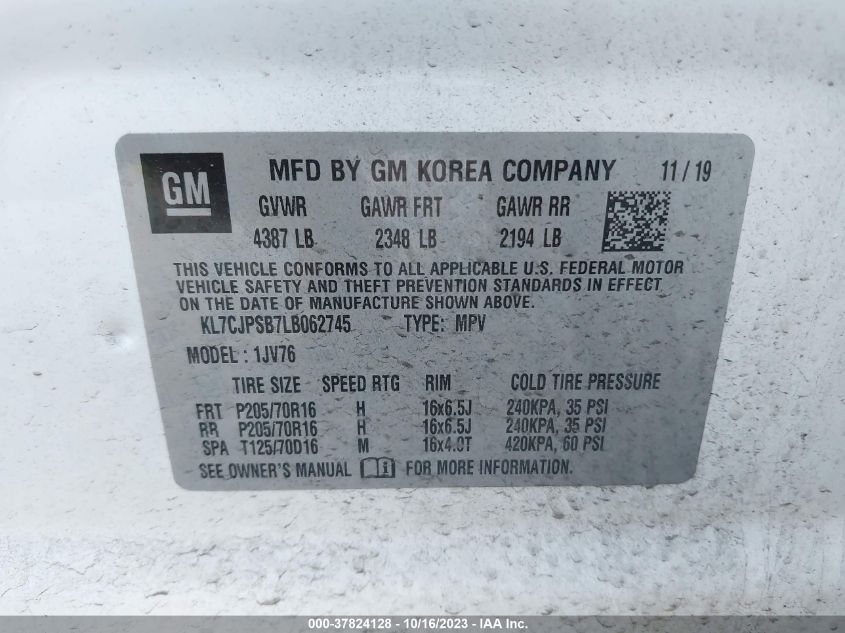 GM
MFD BY GM KOREA COMPANY 11 / 19
GVWR GAWR FRT GAWR RR
4387 LB 2348 LB 2194 LB
THIS VEHICLE CONFORMS TO ALL APPLICABLE U.S. FEDERAL MOTOR
VEHICLE SAFETY AND THEFT PREVENTION STANDARDS IN EFFECT
ON THE DATE OF MANUFACTURE SHOWN ABOVE.
KL7CJPSB7LB062745 TYPE: MPV
MODEL : 1JV76
TIRE SIZE SPEED RTG RIM COLD TIRE PRESSURE
FRT P205/70R16 H 16x6.5J 240KPA, 35 PSI
RR P205/70R16 H 16x6.5J 240KPA, 35 PSI
SPA T125/70D16 M 16x4.0T 420KPA, 60 PSI
SEE OWNER'S MANUAL FOR MORE INFORMATION.
000-37824128 - 10/16/2023 - IAAI, Inc.